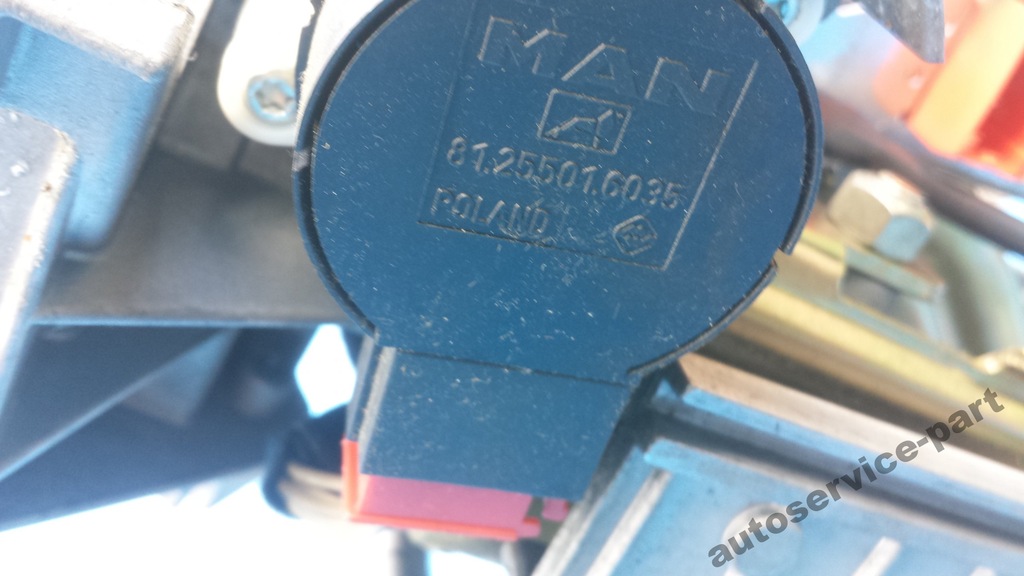 MAN
81.25501.6035
POLAND
autoservice-part